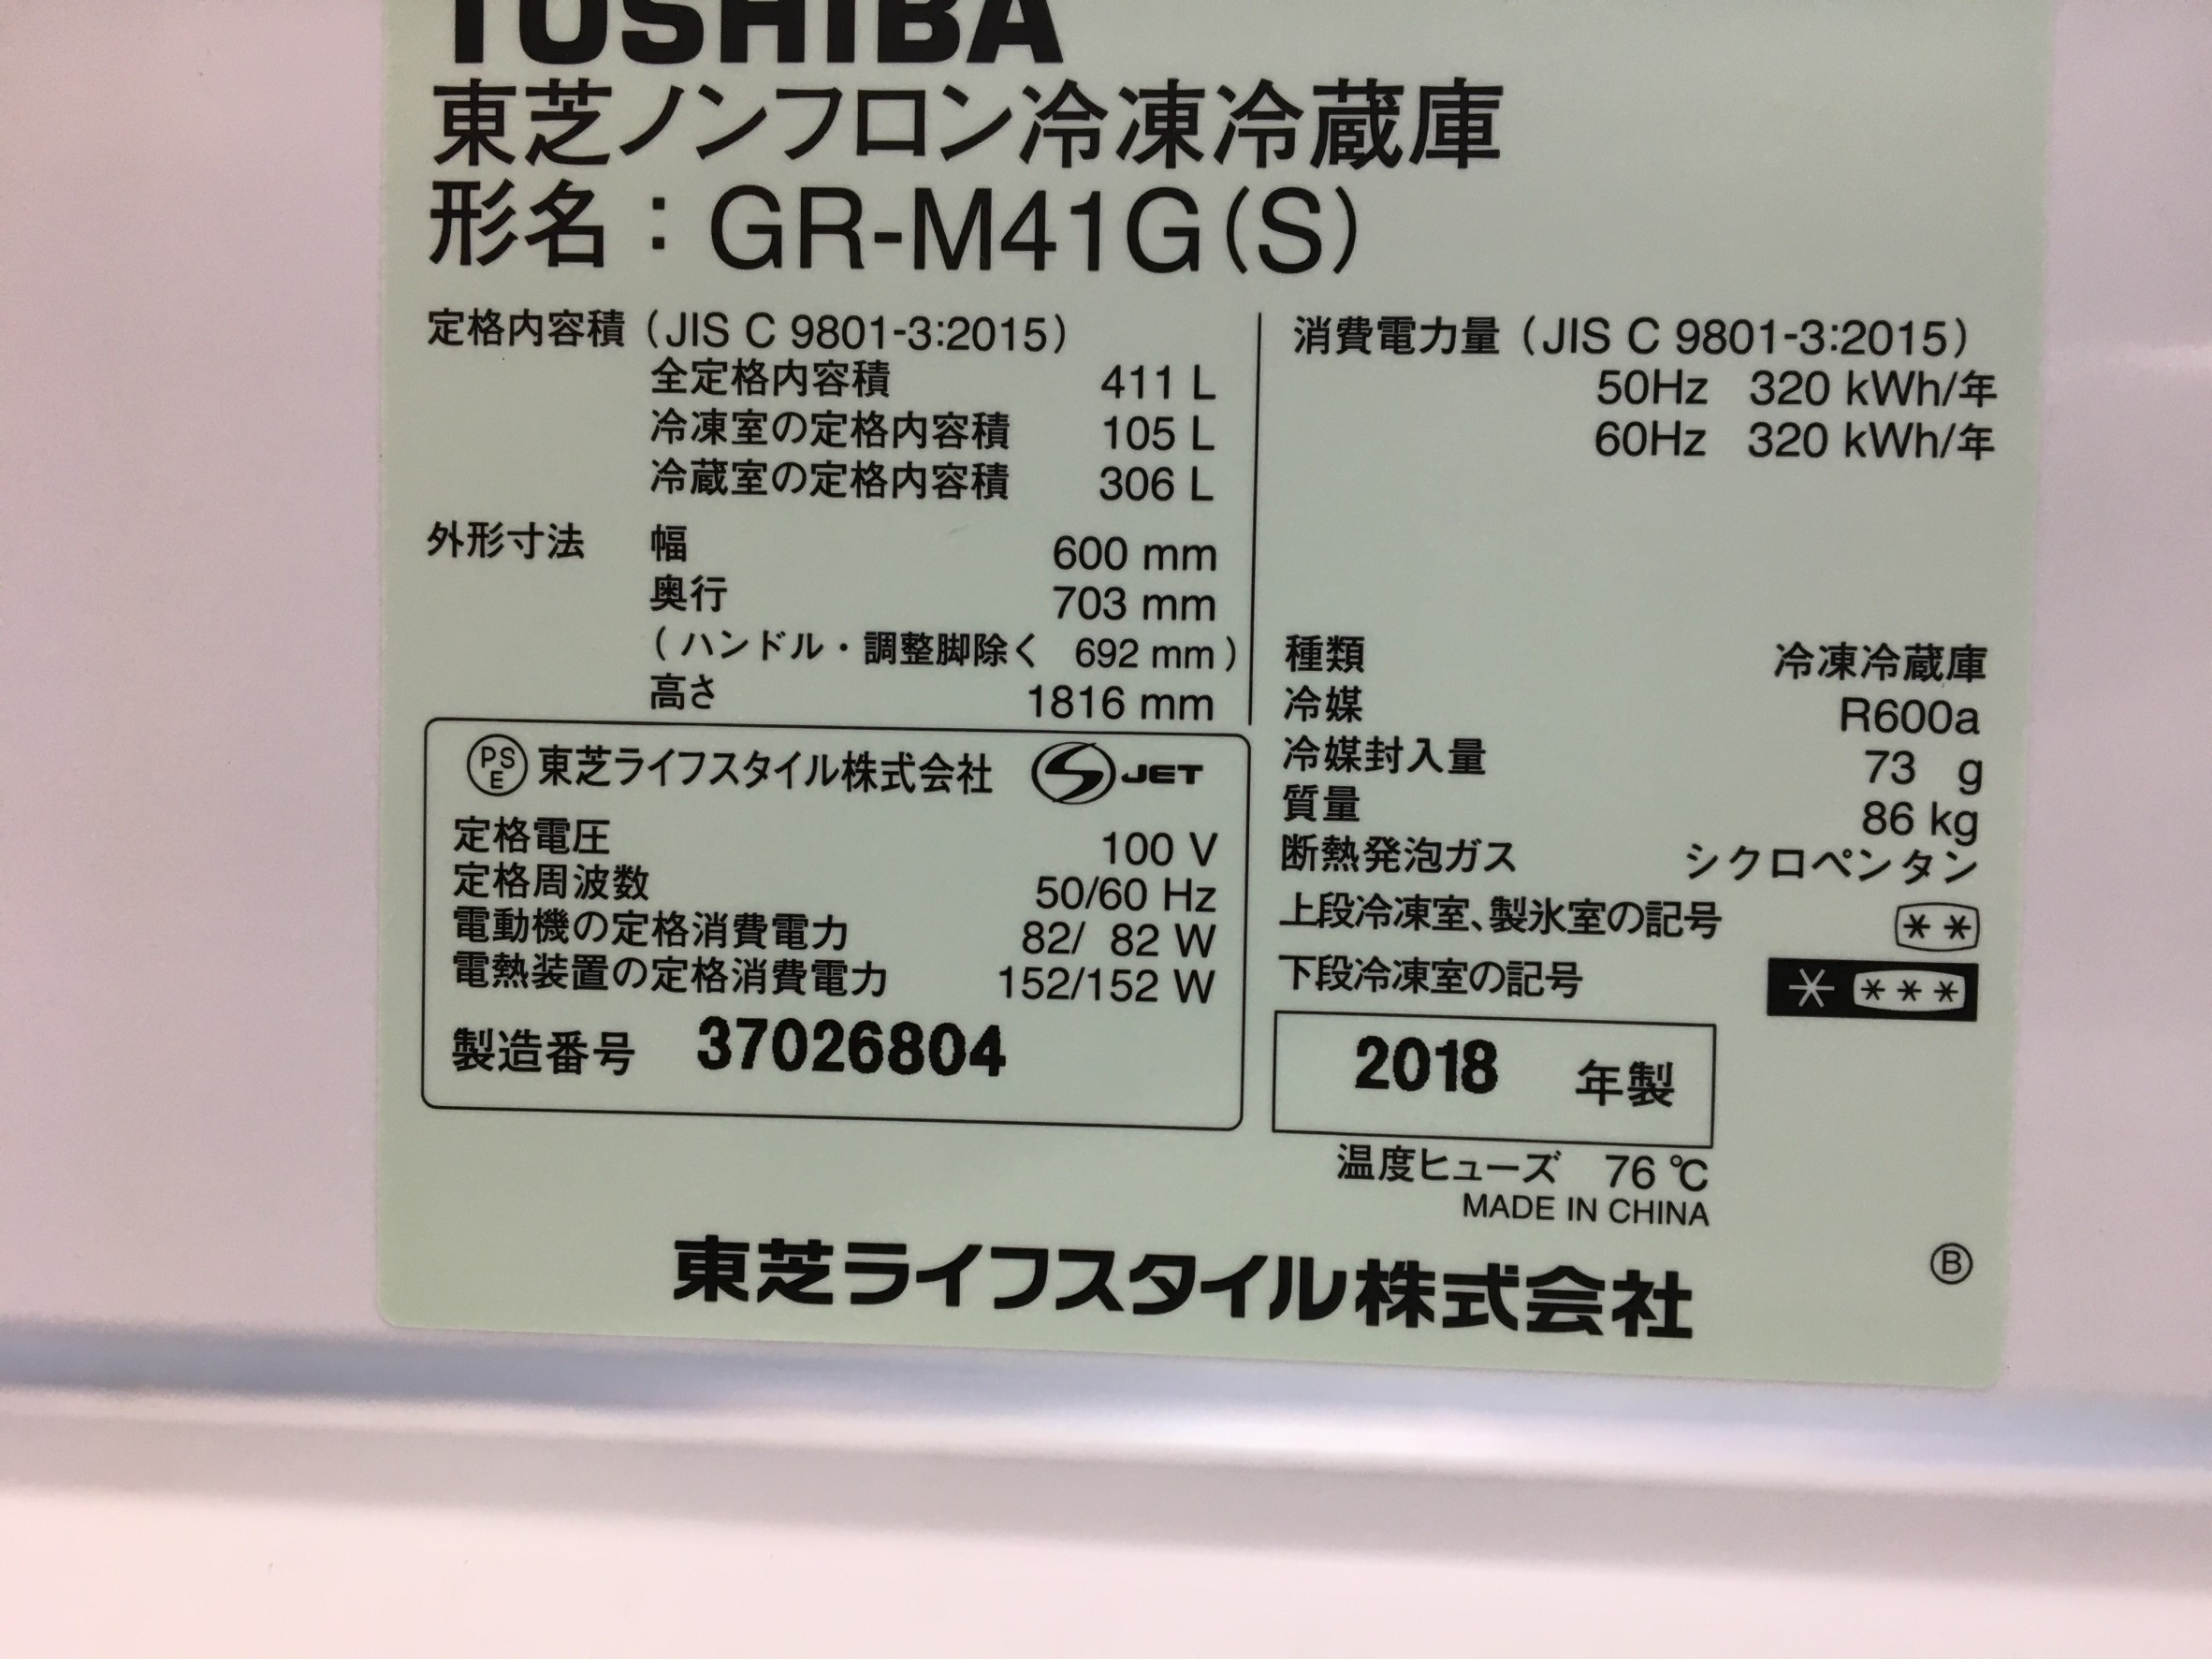 TOSHIBA
東芝ノンフロン冷凍冷蔵庫
形名：GR-M41G(S)
定格内容積（JIS C 9801-3:2015）
全定格内容積 411 L
冷凍室の定格内容積 105 L
冷蔵室の定格内容積 306 L
外形寸法 幅 600 mm
奥行 703 mm
（ハンドル・調整脚除く 692 mm）
高さ 1816 mm
消費電力量（JIS C 9801-3:2015）
50Hz 320 kWh/年
60Hz 320 kWh/年
種類 冷凍冷蔵庫
冷媒 R600a
冷媒封入量 73 g
質量 86 kg
断熱発泡ガス シクロペンタン
上段冷凍室、製氷室の記号 ＊＊
下段冷凍室の記号 ＊ ＊＊＊
PSE 東芝ライフスタイル株式会社 S JET
定格電圧 100 V
定格周波数 50/60 Hz
電動機の定格消費電力 82/ 82 W
電熱装置の定格消費電力 152/152 W
製造番号 37026804
2018 年製
温度ヒューズ 76 ℃
MADE IN CHINA
東芝ライフスタイル株式会社
Ⓑ